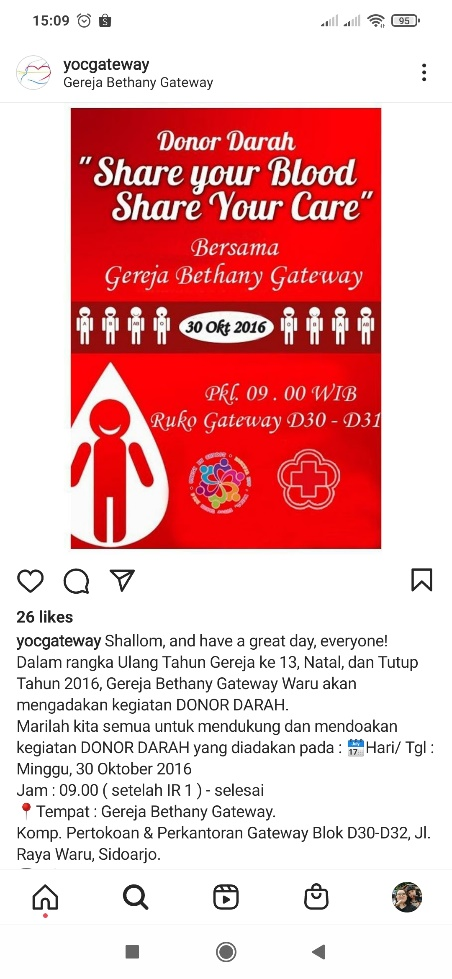 15:09
95
yocgateway
Gereja Bethany Gateway
Donor Darah
"Share your Blood
Share Your Care"
Bersama
Gereja Bethany Gateway
A B AB O
30 Okt 2016
Pkl. 09 . 00 WIB
Ruko Gateway D30 - D31
26 likes
yocgateway Shallom, and have a great day, everyone!
Dalam rangka Ulang Tahun Gereja ke 13, Natal, dan Tutup
Tahun 2016, Gereja Bethany Gateway Waru akan
mengadakan kegiatan DONOR DARAH.
Marilah kita semua untuk mendukung dan mendoakan
kegiatan DONOR DARAH yang diadakan pada : 📅Hari/ Tgl :
Minggu, 30 Oktober 2016
Jam : 09.00 ( setelah IR 1 ) - selesai
📍Tempat : Gereja Bethany Gateway.
Komp. Pertokoan & Perkantoran Gateway Blok D30-D32, Jl.
Raya Waru, Sidoarjo.